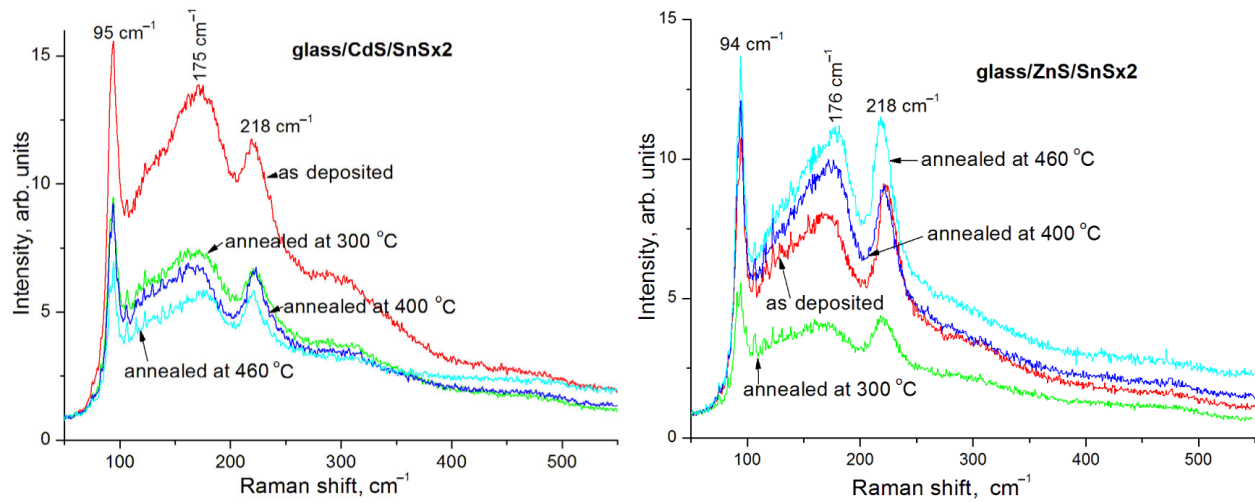 15
10
5
0
Intensity, arb. units
95 cm⁻¹
175 cm⁻¹
glass/CdS/SnSx2
218 cm⁻¹
as deposited
annealed at 300 °C
annealed at 400 °C
annealed at 460 °C
100
200
300
400
500
Raman shift, cm⁻¹
15
10
5
0
Intensity, arb. units
94 cm⁻¹
176 cm⁻¹
glass/ZnS/SnSx2
218 cm⁻¹
annealed at 460 °C
annealed at 400 °C
as deposited
annealed at 300 °C
100
200
300
400
500
Raman shift, cm⁻¹